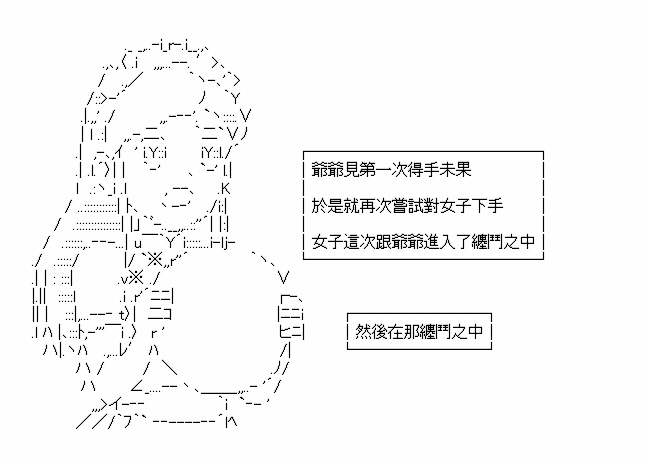 爺爺見第一次得手未果
於是就再次嘗試對女子下手
女子這次跟爺爺進入了纏鬥之中
然後在那纏鬥之中